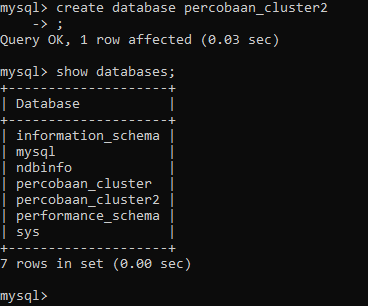 mysql> create database percobaan_cluster2
    -> ;
Query OK, 1 row affected (0.03 sec)

mysql> show databases;
+--------------------+
| Database           |
+--------------------+
| information_schema |
| mysql              |
| ndbinfo            |
| percobaan_cluster  |
| percobaan_cluster2 |
| performance_schema |
| sys                |
+--------------------+
7 rows in set (0.00 sec)

mysql>